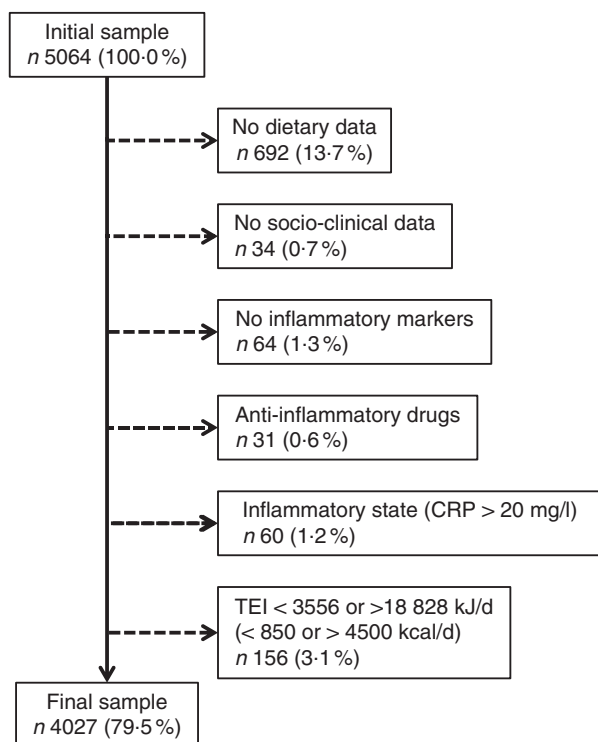 Initial sample
n 5064 (100·0 %)
No dietary data
n 692 (13·7 %)
No socio-clinical data
n 34 (0·7 %)
No inflammatory markers
n 64 (1·3 %)
Anti-inflammatory drugs
n 31 (0·6 %)
Inflammatory state (CRP > 20 mg/l)
n 60 (1·2 %)
TEI < 3556 or >18 828 kJ/d
(< 850 or > 4500 kcal/d)
n 156 (3·1 %)
Final sample
n 4027 (79·5 %)